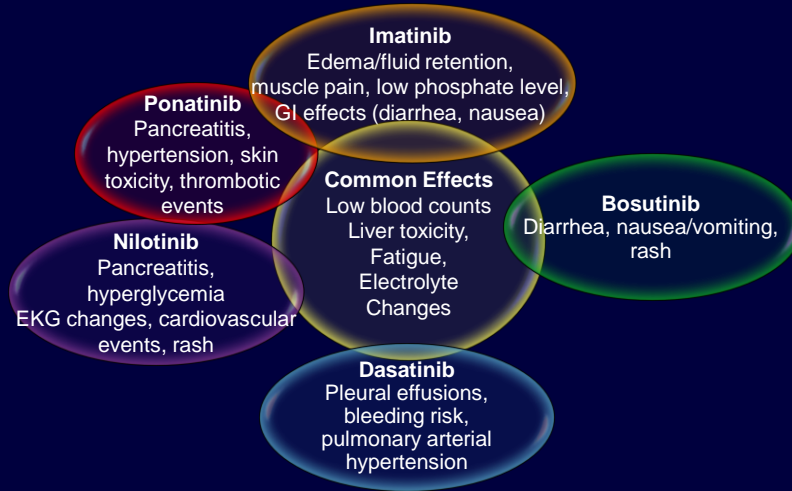 Imatinib
Edema/fluid retention,
muscle pain, low phosphate level,
GI effects (diarrhea, nausea)
Ponatinib
Pancreatitis,
hypertension, skin
toxicity, thrombotic
events
Common Effects
Low blood counts
Liver toxicity,
Fatigue,
Electrolyte
Changes
Bosutinib
Diarrhea, nausea/vomiting,
rash
Nilotinib
Pancreatitis,
hyperglycemia
EKG changes, cardiovascular
events, rash
Dasatinib
Pleural effusions,
bleeding risk,
pulmonary arterial
hypertension